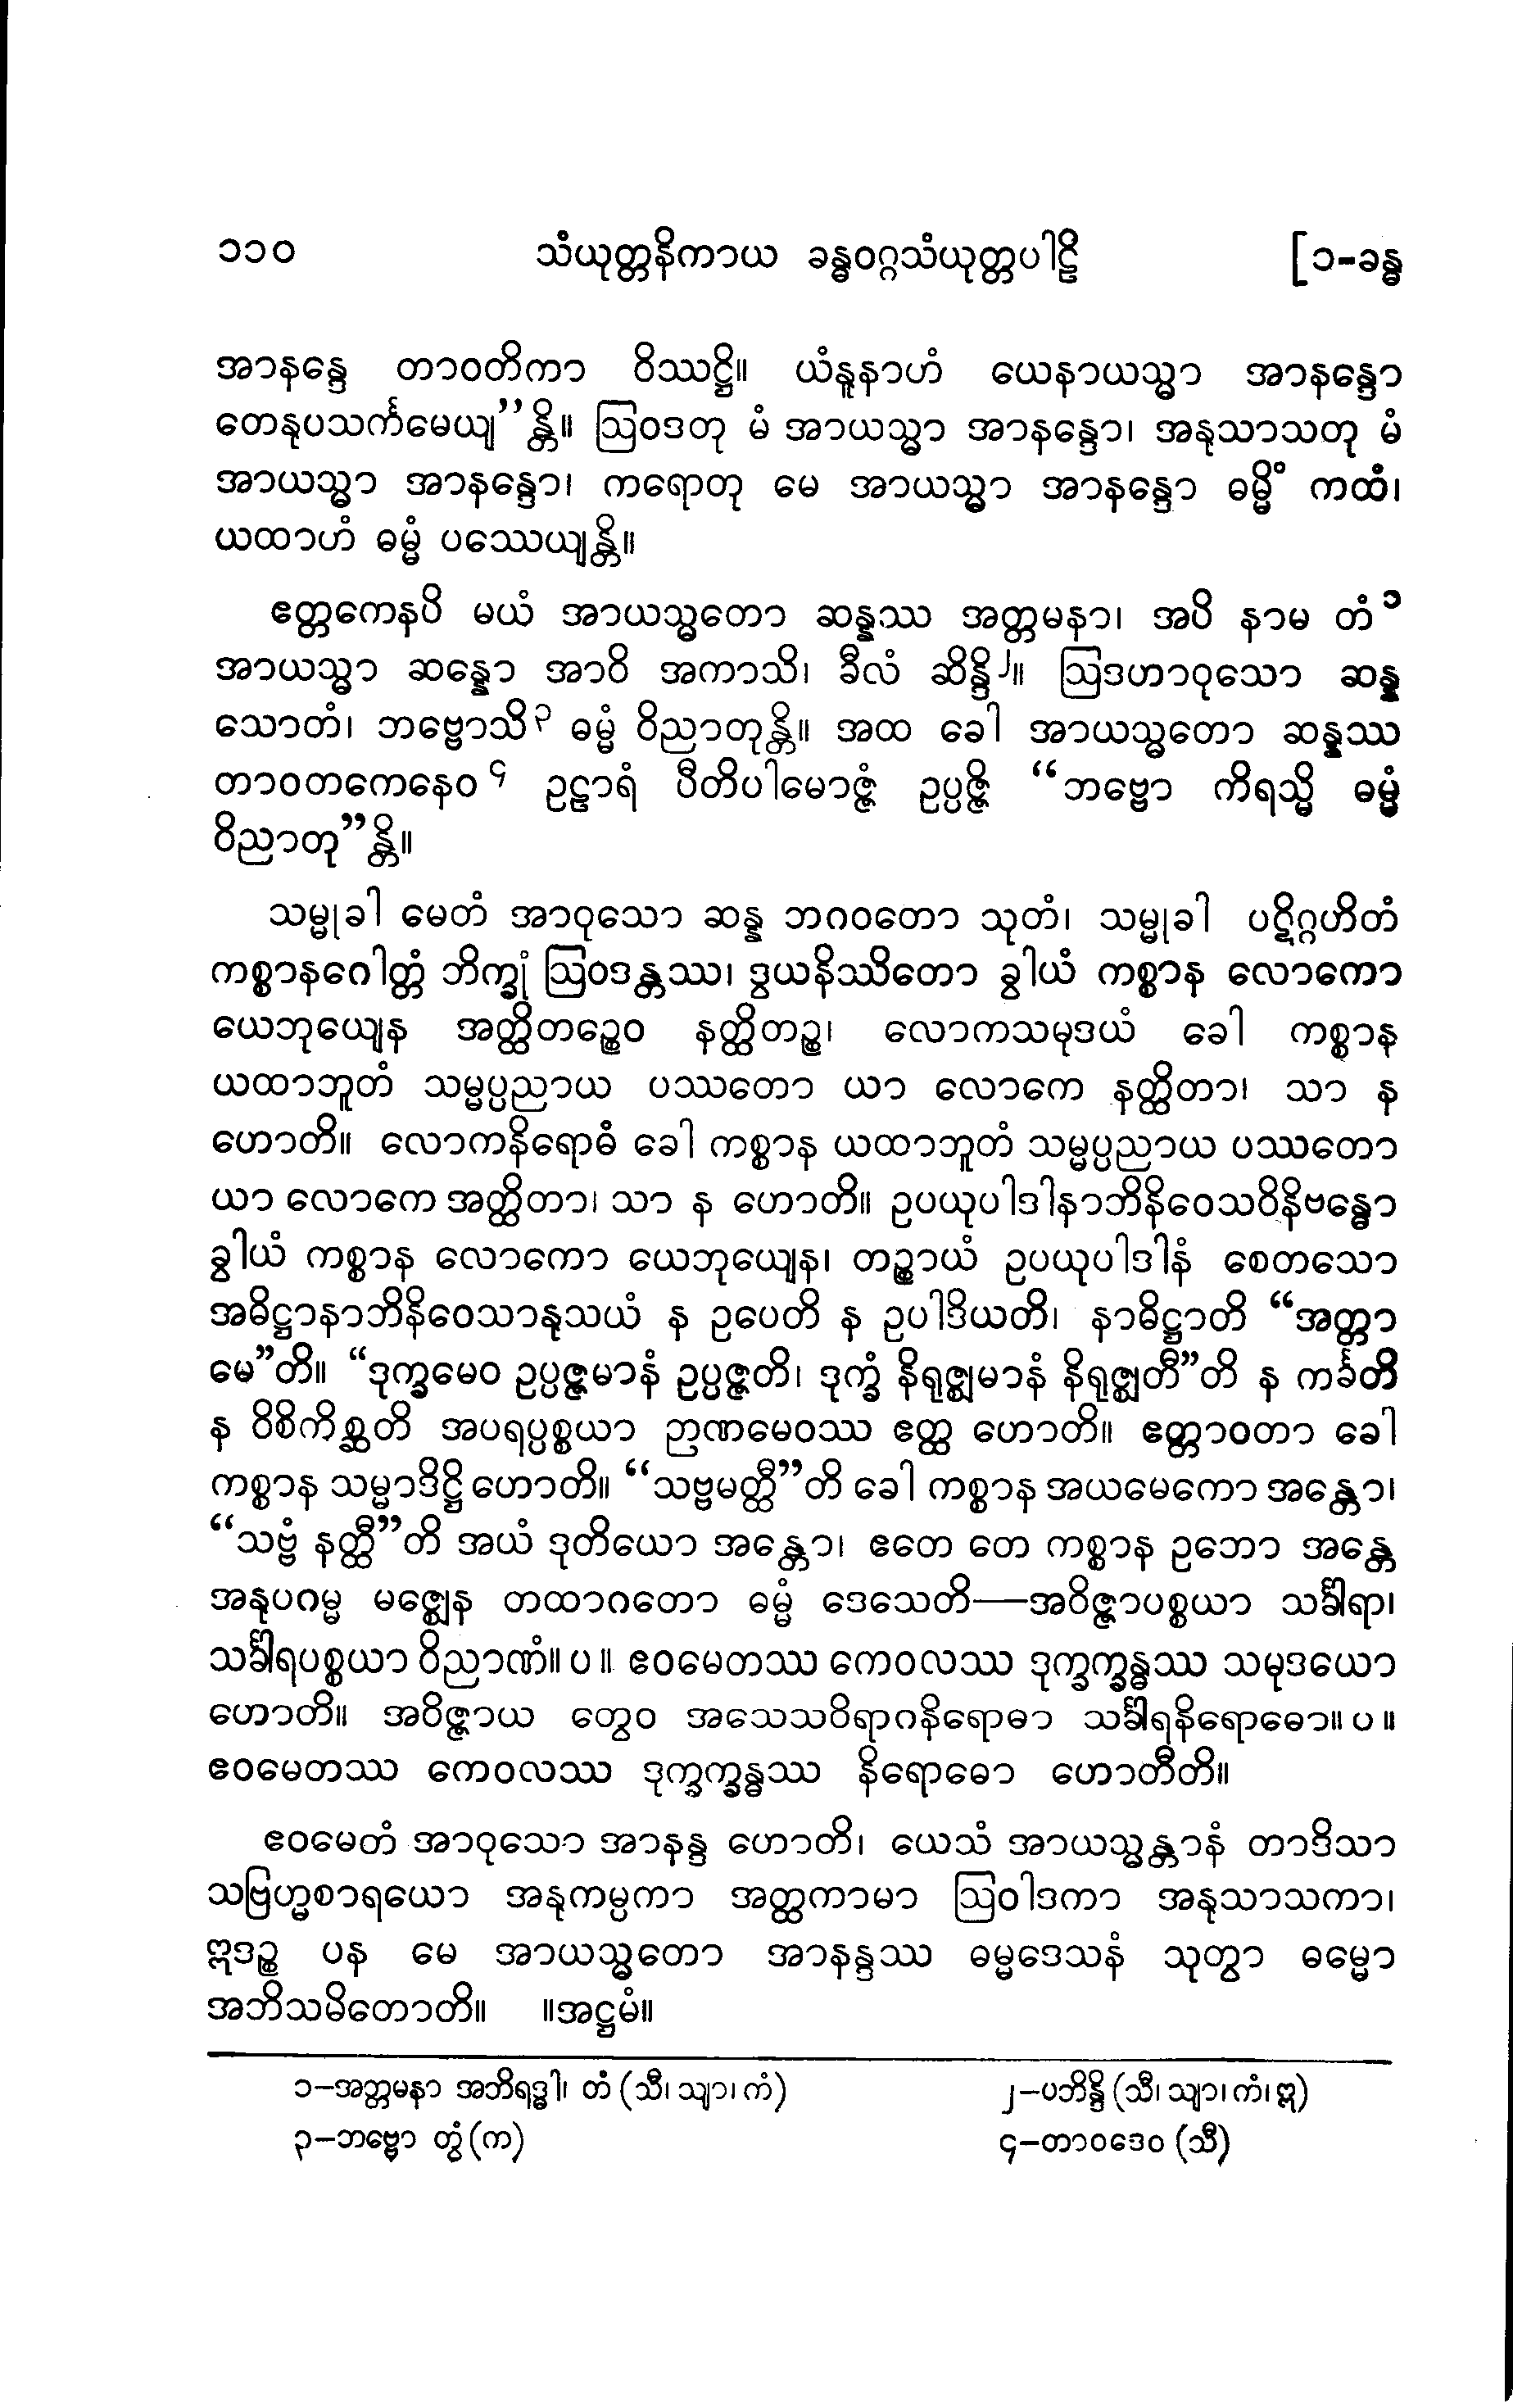 ၁၁၀ သံယုတ္တနိကာယ ခန္ဓဝဂ္ဂသံယုတ္တပါဠိ [၁-ခန္ဓ
အာနန္ဒေ တာဝတိကာ ဝိဿဋ္ဌိ။ ယံနူနာဟံ ယေနာယသ္မာ အာနန္ဒော
တေနုပသင်္ကမေယျ”န္တိ။ ဩဝဒတု မံ အာယသ္မာ အာနန္ဒော၊ အနုသာသတု မံ
အာယသ္မာ အာနန္ဒော၊ ကရောတု မေ အာယသ္မာ အာနန္ဒော ဓမ္မိံ ကထံ၊
ယထာဟံ ဓမ္မံ ပဿေယျန္တိ။
ဧတ္တကေနပိ မယံ အာယသ္မတော ဆန္နဿ အတ္တမနာ၊ အပိ နာမ တံ ၁
အာယသ္မာ ဆန္နော အာဝိ အကာသိ၊ ခီလံ ဆိန္ဒိ ၂။ ဩဒဟာဝုသော ဆန္န
သောတံ၊ ဘဗ္ဗောသိ ၃ ဓမ္မံ ဝိညာတုန္တိ။ အထ ခေါ အာယသ္မတော ဆန္နဿ
တာဝတကေနေဝ ၄ ဥဠာရံ ပီတိပါမောဇ္ဇံ ဥပ္ပဇ္ဇိ “ဘဗ္ဗော ကိရသ္မိ ဓမ္မံ
ဝိညာတု”န္တိ။
သမ္မုခါ မေတံ အာဝုသော ဆန္န ဘဂဝတော သုတံ၊ သမ္မုခါ ပဋိဂ္ဂဟိတံ
ကစ္စာနဂေါတ္တံ ဘိက္ခုံ ဩဝဒန္တဿ၊ ဒွယနိဿိတော ခွါယံ ကစ္စာန လောကော
ယေဘုယျေန အတ္ထိတဉ္စေဝ နတ္ထိတဉ္စ၊ လောကသမုဒယံ ခေါ ကစ္စာန
ယထာဘူတံ သမ္မပ္ပညာယ ပဿတော ယာ လောကေ နတ္ထိတာ၊ သာ န
ဟောတိ။ လောကနိရောဓံ ခေါ ကစ္စာန ယထာဘူတံ သမ္မပ္ပညာယ ပဿတော
ယာ လောကေ အတ္ထိတာ၊ သာ န ဟောတိ။ ဥပယုပါဒါနာဘိနိဝေသဝိနိဗန္ဓော
ခွါယံ ကစ္စာန လောကော ယေဘုယျေန၊ တဉ္စာယံ ဥပယုပါဒါနံ စေတသော
အဓိဋ္ဌာနာဘိနိဝေသာနုသယံ န ဥပေတိ န ဥပါဒိယတိ၊ နာဓိဋ္ဌာတိ “အတ္တာ
မေ”တိ။ “ဒုက္ခမေဝ ဥပ္ပဇ္ဇမာနံ ဥပ္ပဇ္ဇတိ၊ ဒုက္ခံ နိရုဇ္ဈမာနံ နိရုဇ္ဈတီ”တိ န ကင်္ခတိ
န ဝိစိကိစ္ဆတိ အပရပ္ပစ္စယာ ဉာဏမေဝဿ ဧတ္ထ ဟောတိ။ ဧတ္တာဝတာ ခေါ
ကစ္စာန သမ္မာဒိဋ္ဌိ ဟောတိ။ “သဗ္ဗမတ္ထီ”တိ ခေါ ကစ္စာန အယမေကော အန္တော၊
“သဗ္ဗံ နတ္ထီ”တိ အယံ ဒုတိယော အန္တော၊ ဧတေ တေ ကစ္စာန ဥဘော အန္တေ
အနုပဂမ္မ မဇ္ဈေန တထာဂတော ဓမ္မံ ဒေသေတိ—အဝိဇ္ဇာပစ္စယာ သင်္ခါရာ၊
သင်္ခါရပစ္စယာ ဝိညာဏံ။ ပ ။ ဧဝမေတဿ ကေဝလဿ ဒုက္ခက္ခန္ဓဿ သမုဒယော
ဟောတိ။ အဝိဇ္ဇာယ တွေဝ အသေသဝိရာဂနိရောဓာ သင်္ခါရနိရောဓော။ ပ ။
ဧဝမေတဿ ကေဝလဿ ဒုက္ခက္ခန္ဓဿ နိရောဓော ဟောတီတိ။
ဧဝမေတံ အာဝုသော အာနန္ဒ ဟောတိ၊ ယေသံ အာယသ္မန္တာနံ တာဒိသာ
သဗြဟ္မစာရယော အနုကမ္ပကာ အတ္ထကာမာ ဩဝါဒကာ အနုသာသကာ၊
ဣဒဉ္စ ပန မေ အာယသ္မတော အာနန္ဒဿ ဓမ္မဒေသနံ သုတွာ ဓမ္မော
အဘိသမိတောတိ။ ။အဋ္ဌမံ။
၁–အတ္တမနာ အဘိရဒ္ဓါ၊ တံ (သီ၊ သျာ၊ ကံ) ၂–ပဘိန္ဒိ (သီ၊ သျာ၊ ကံ၊ ဣ)
၃–ဘဗ္ဗော တွံ (က) ၄–တာဝဒေဝ (သီ)